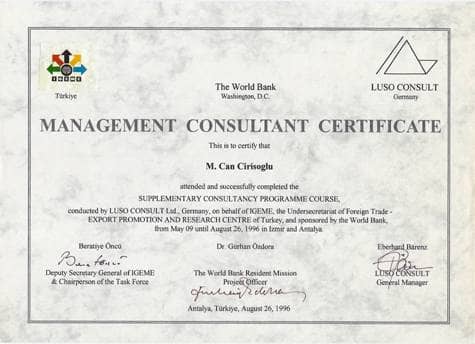 IGEME
Türkiye
The World Bank
Washington, D.C.
LUSO CONSULT
Germany
MANAGEMENT CONSULTANT CERTIFICATE
This is to certify that
M. Can Cirisoglu
attended and successfully completed the
SUPPLEMENTARY CONSULTANCY PROGRAMME COURSE,
conducted by LUSO CONSULT Ltd., Germany, on behalf of IGEME, the Undersecretariat of Foreign Trade -
EXPORT PROMOTION AND RESEARCH CENTRE of Turkey, and sponsored by the World Bank,
from May 09 until August 26, 1996 in Izmir and Antalya.
Beratiye Öncü
Deputy Secretary General of IGEME
& Chairperson of the Task Force
Dr. Gürhan Özdora
The World Bank Resident Mission
Project Officer
Eberhard Bärenz
LUSO CONSULT
General Manager
Antalya, Türkiye, August 26, 1996